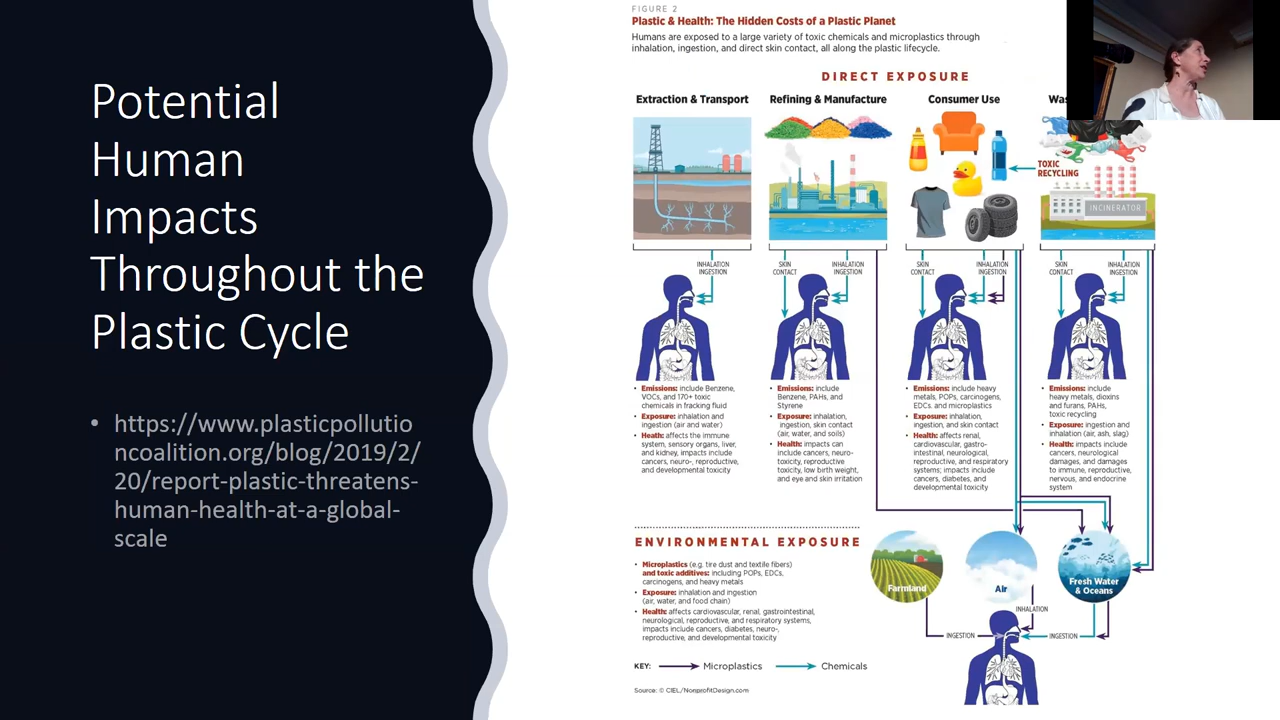 Potential
Human
Impacts
Throughout the
Plastic Cycle
• https://www.plasticpollutio
ncoalition.org/blog/2019/2/
20/report-plastic-threatens-
human-health-at-a-global-
scale
FIGURE 2
Plastic & Health: The Hidden Costs of a Plastic Planet
Humans are exposed to a large variety of toxic chemicals and microplastics through
inhalation, ingestion, and direct skin contact, all along the plastic lifecycle.
DIRECT EXPOSURE
Extraction & Transport
Refining & Manufacture
Consumer Use
TOXIC
RECYCLING
INCINERATOR
INHALATION
INGESTION
SKIN
CONTACT
INHALATION
INGESTION
SKIN
CONTACT
INHALATION
INGESTION
SKIN
CONTACT
INHALATION
INGESTION
• Emissions: include Benzene,
VOCs, and 170+ toxic
chemicals in fracking fluid
• Exposure: inhalation and
ingestion (air and water)
• Health: affects the immune
system, sensory organs, liver,
and kidney, impacts include
cancers, neuro-, reproductive,
and developmental toxicity
• Emissions: include
Benzene, PAHs, and
Styrene
• Exposure: inhalation,
ingestion, skin contact
(air, water, and soils)
• Health: impacts can
include cancers, neuro-
toxicity, reproductive
toxicity, low birth weight,
and eye and skin irritation
• Emissions: include heavy
metals, POPs, carcinogens,
EDCs, and microplastics
• Exposure: inhalation,
ingestion, and skin contact
• Health: affects renal,
cardiovascular, gastro-
intestinal, neurological,
reproductive, and respiratory
systems; impacts include
cancers, diabetes, and
developmental toxicity
• Emissions: include
heavy metals, dioxins
and furans, PAHs,
toxic recycling
• Exposure: ingestion and
inhalation (air, ash, slag)
• Health: impacts include
cancers, neurological
damages, and damages
to immune, reproductive,
nervous, and endocrine
system
ENVIRONMENTAL EXPOSURE
• Microplastics (e.g. tire dust and textile fibers)
and toxic additives: including POPs, EDCs,
carcinogens, and heavy metals
• Exposure: inhalation and ingestion
(air, water, and food chain)
• Health: affects cardiovascular, renal, gastrointestinal,
neurological, reproductive, and respiratory systems,
impacts include cancers, diabetes, neuro-,
reproductive, and developmental toxicity
Farmland
Air
Fresh Water
& Oceans
INHALATION
INGESTION
INGESTION
KEY:
Microplastics
Chemicals
Source: © CIEL/NonprofitDesign.com